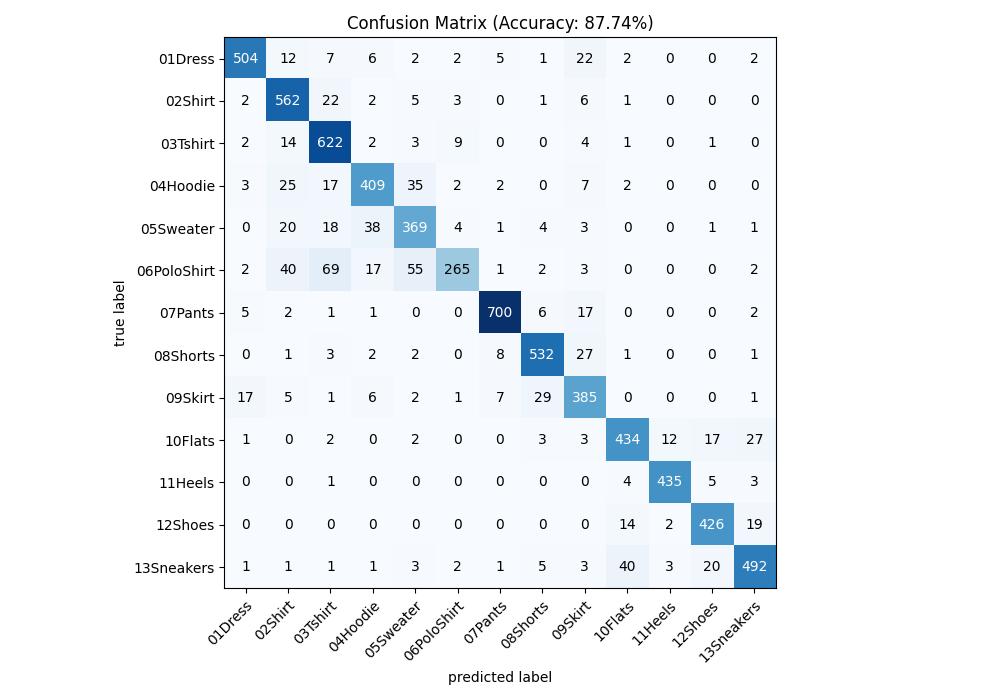 Confusion Matrix (Accuracy: 87.74%)
01Dress 504 12 7 6 2 2 5 1 22 2 0 0 2
02Shirt 2 562 22 2 5 3 0 1 6 1 0 0 0
03Tshirt 2 14 622 2 3 9 0 0 4 1 0 1 0
04Hoodie 3 25 17 409 35 2 2 0 7 2 0 0 0
05Sweater 0 20 18 38 369 4 1 4 3 0 0 1 1
06PoloShirt 2 40 69 17 55 265 1 2 3 0 0 0 2
07Pants 5 2 1 1 0 0 700 6 17 0 0 0 2
08Shorts 0 1 3 2 2 0 8 532 27 1 0 0 1
09Skirt 17 5 1 6 2 1 7 29 385 0 0 0 1
10Flats 1 0 2 0 2 0 0 3 3 434 12 17 27
11Heels 0 0 1 0 0 0 0 0 0 4 435 5 3
12Shoes 0 0 0 0 0 0 0 0 0 14 2 426 19
13Sneakers 1 1 1 1 3 2 1 5 3 40 3 20 492
true label
01Dress 02Shirt 03Tshirt 04Hoodie 05Sweater 06PoloShirt 07Pants 08Shorts 09Skirt 10Flats 11Heels 12Shoes 13Sneakers
predicted label